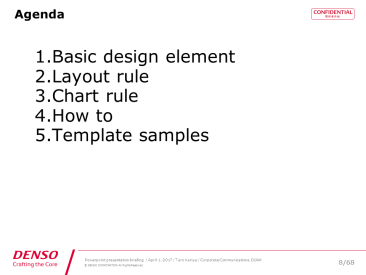 Agenda
CONFIDENTIAL
1.Basic design element
2.Layout rule
3.Chart rule
4.How to
5.Template samples
DENSO
Crafting the Core
8/68